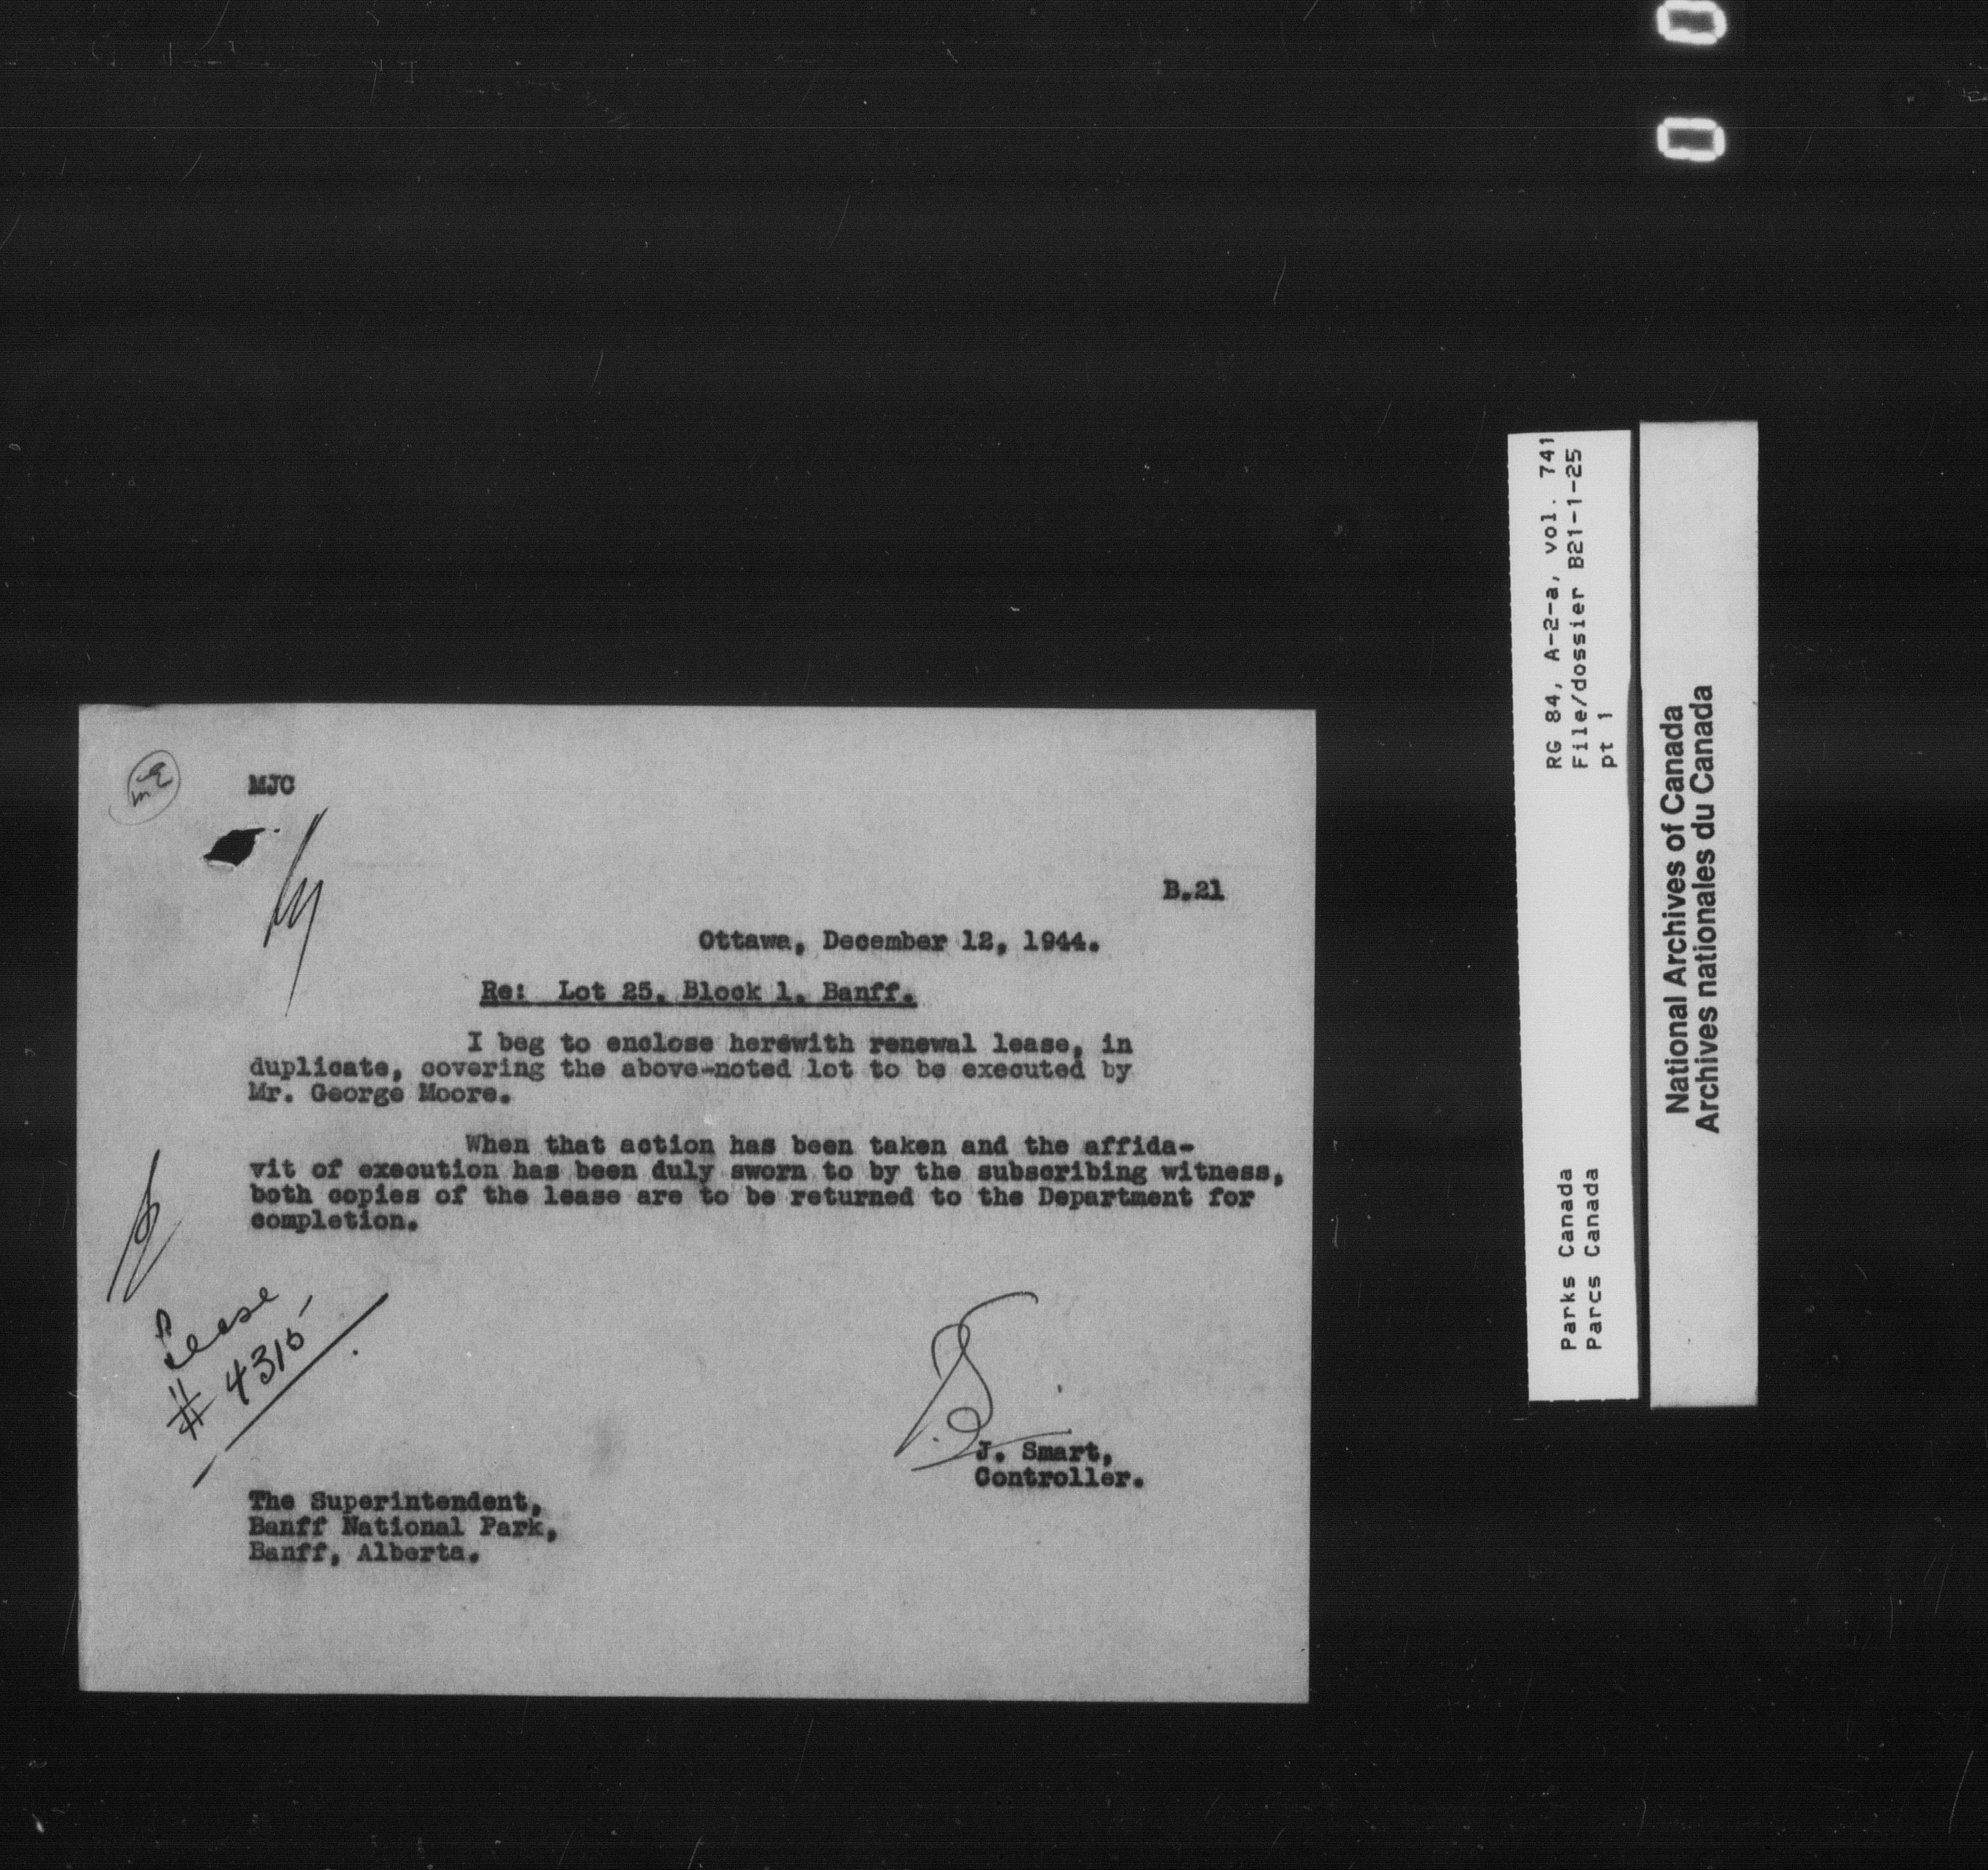 MJC
B.21
Ottawa, December 12, 1944.
Re: Lot 25, Block 1, Banff.
I beg to enclose herewith renewal lease, in
duplicate, covering the above-noted lot to be executed by
Mr. George Moore.
When that action has been taken and the affida-
vit of execution has been duly sworn to by the subscribing witness,
both copies of the lease are to be returned to the Department for
completion.
Lease
# 4315
J. Smart,
Controller.
The Superintendent,
Banff National Park,
Banff, Alberta.
RG 84, A-2-a, vol. 741
File/dossier B21-1-25
pt 1
Parks Canada
Parcs Canada
National Archives of Canada
Archives nationales du Canada
0 0